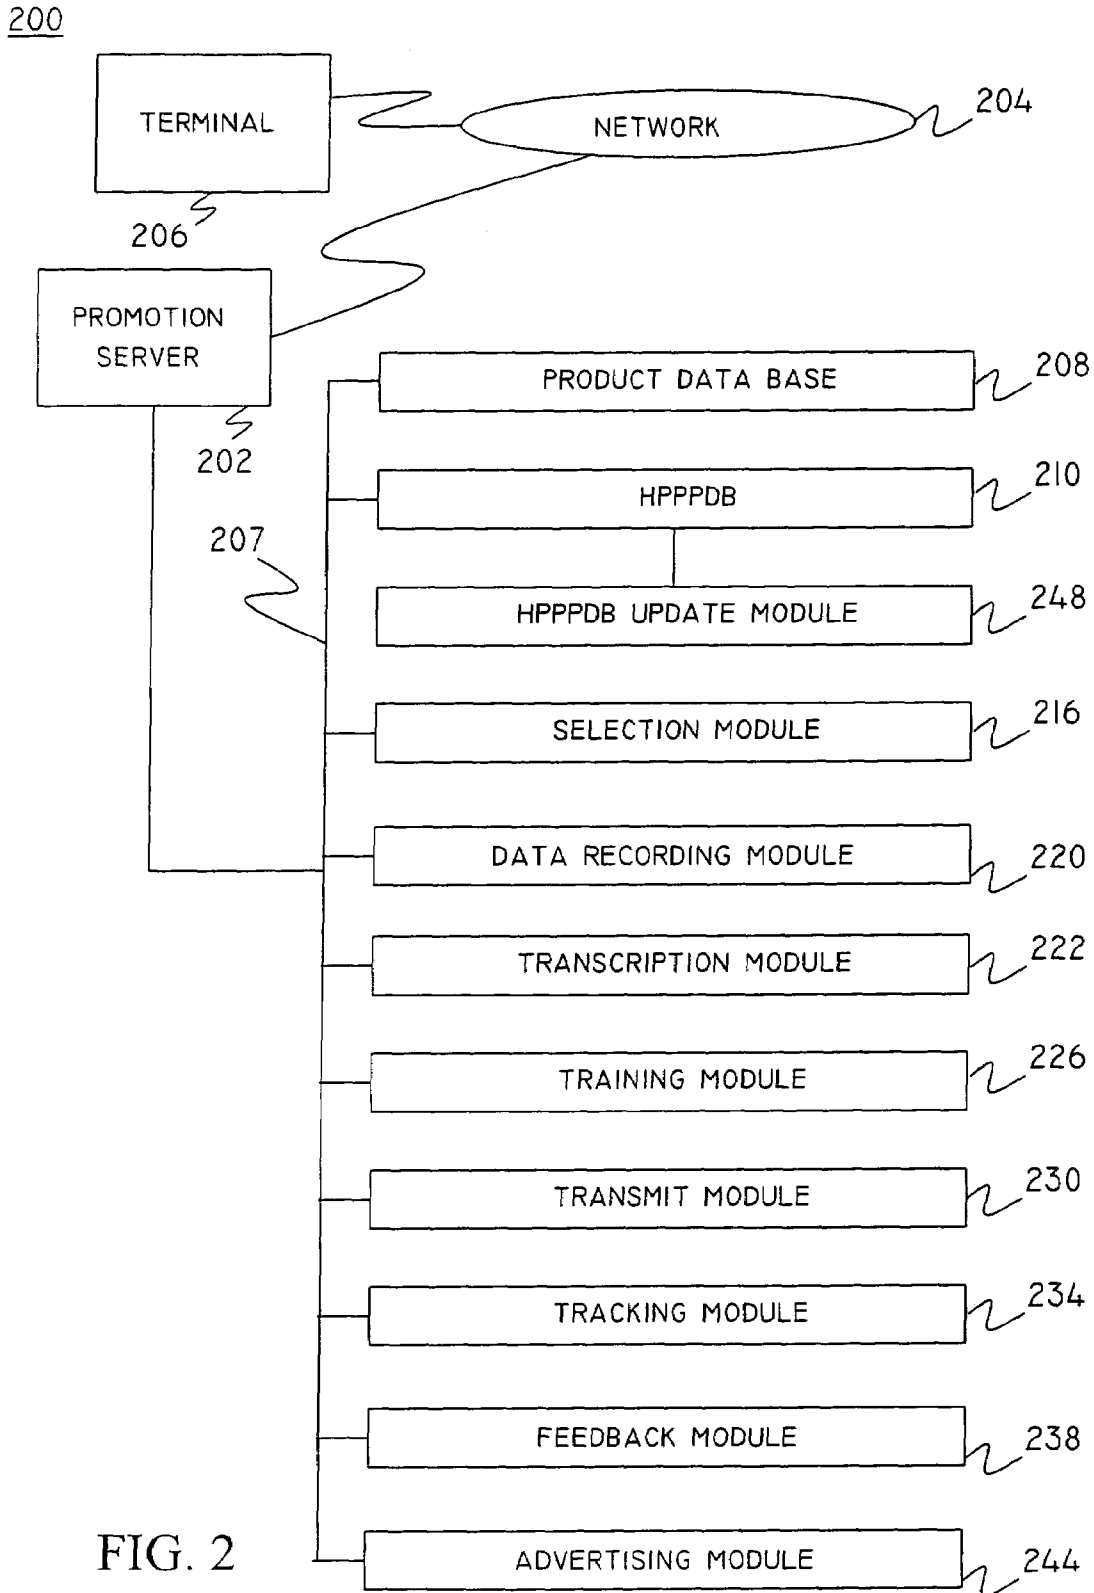 200
TERMINAL
NETWORK
204
206
PROMOTION
SERVER
202
PRODUCT DATA BASE
208
HPPPDB
210
207
HPPPDB UPDATE MODULE
248
SELECTION MODULE
216
DATA RECORDING MODULE
220
TRANSCRIPTION MODULE
222
TRAINING MODULE
226
TRANSMIT MODULE
230
TRACKING MODULE
234
FEEDBACK MODULE
238
ADVERTISING MODULE
244
FIG. 2